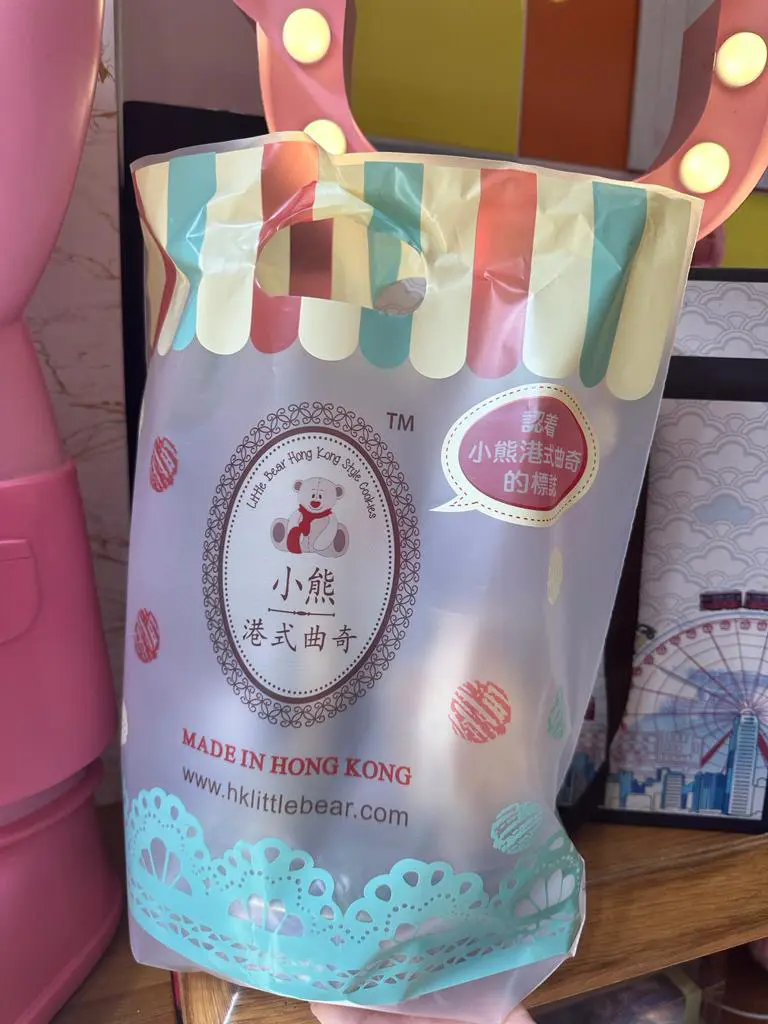 TM
Little Bear Hong Kong Style Cookies
小熊
港式曲奇
認着
小熊港式曲奇
的標誌
MADE IN HONG KONG
www.hklittlebear.com